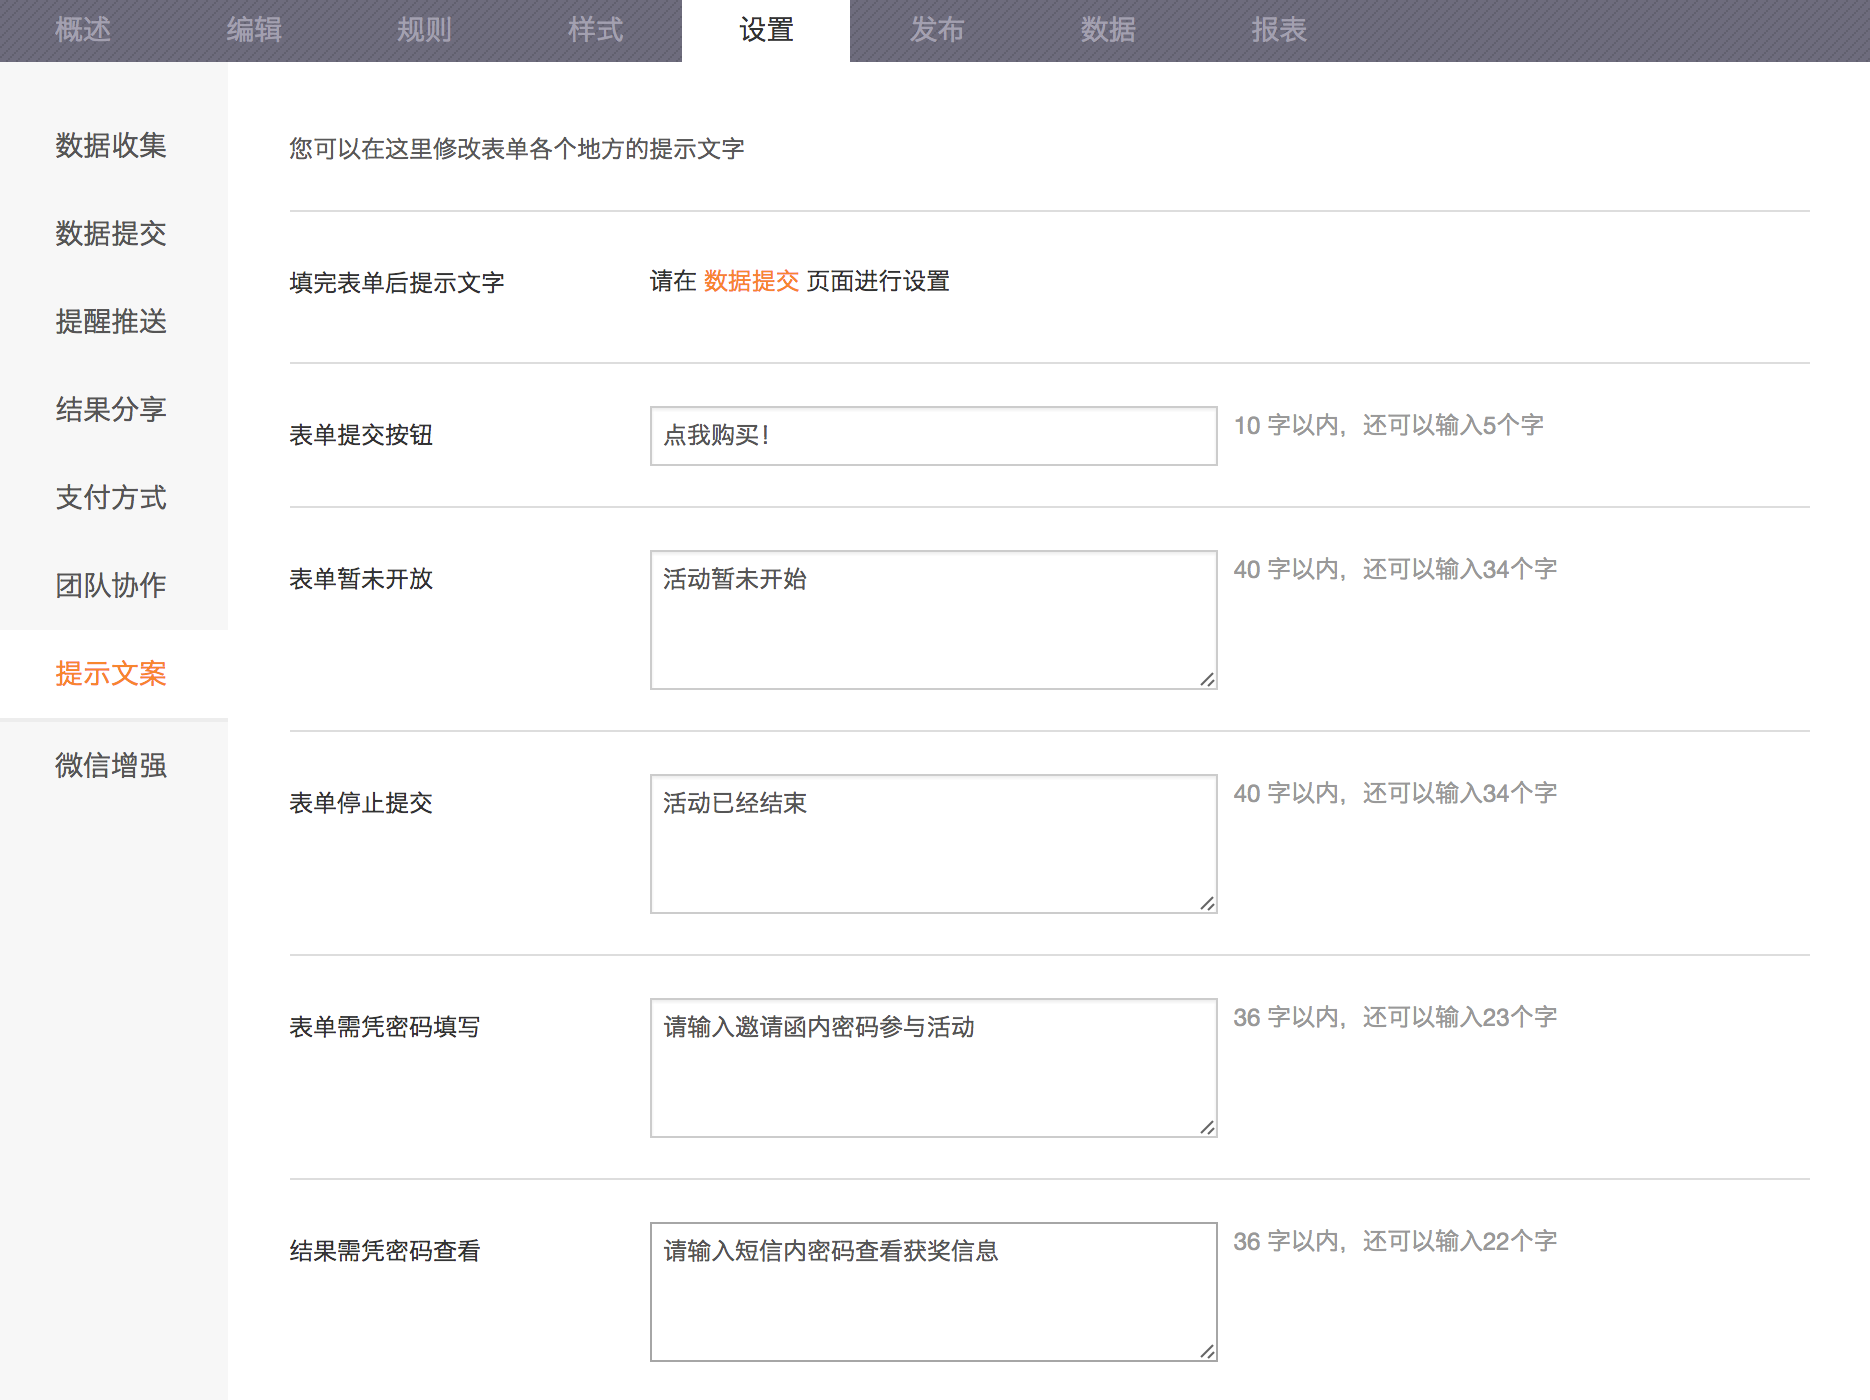 概述 编辑 规则 样式 设置 发布 数据 报表
数据收集
数据提交
提醒推送
结果分享
支付方式
团队协作
提示文案
微信增强
您可以在这里修改表单各个地方的提示文字
填完表单后提示文字 请在 数据提交 页面进行设置
表单提交按钮 点我购买！ 10 字以内，还可以输入5个字
表单暂未开放 活动暂未开始 40 字以内，还可以输入34个字
表单停止提交 活动已经结束 40 字以内，还可以输入34个字
表单需凭密码填写 请输入邀请函内密码参与活动 36 字以内，还可以输入23个字
结果需凭密码查看 请输入短信内密码查看获奖信息 36 字以内，还可以输入22个字